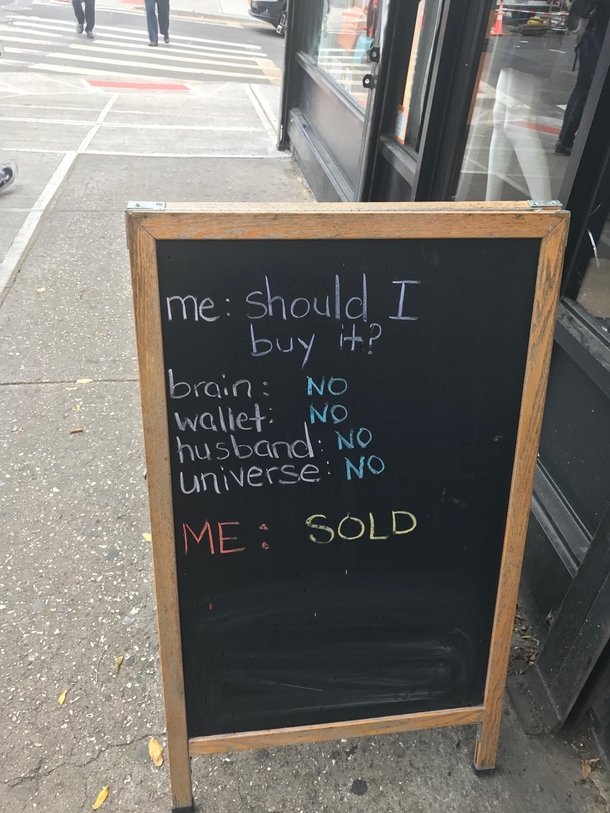 me: should I
buy it?
brain: NO
wallet: NO
husband: NO
universe: NO
ME: SOLD